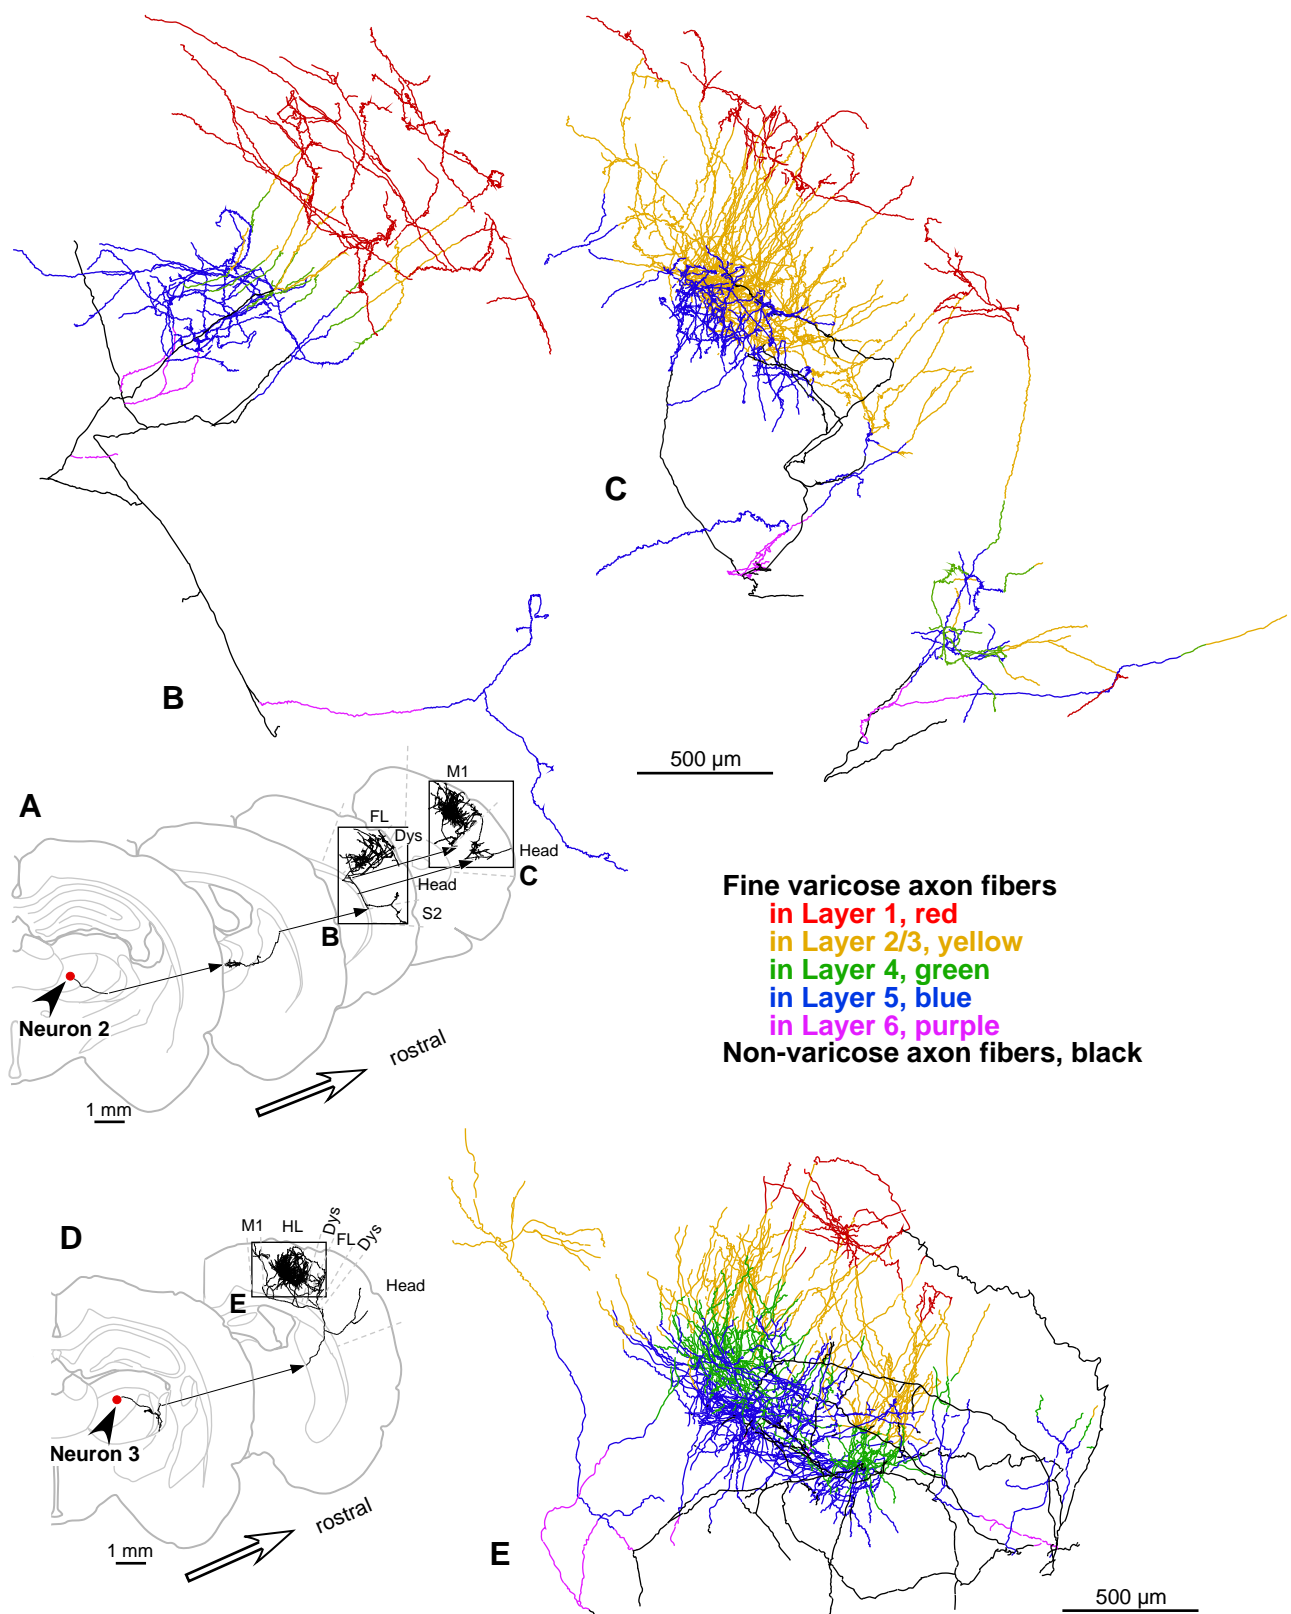 C
B
500 µm
A
M1
FL
Dys
Head
C
Head
S2
B
Neuron 2
rostral
1 mm
Fine varicose axon fibers
in Layer 1, red
in Layer 2/3, yellow
in Layer 4, green
in Layer 5, blue
in Layer 6, purple
Non-varicose axon fibers, black
D
M1
HL
Dys
FL
Dys
Head
E
Neuron 3
rostral
1 mm
E
500 µm